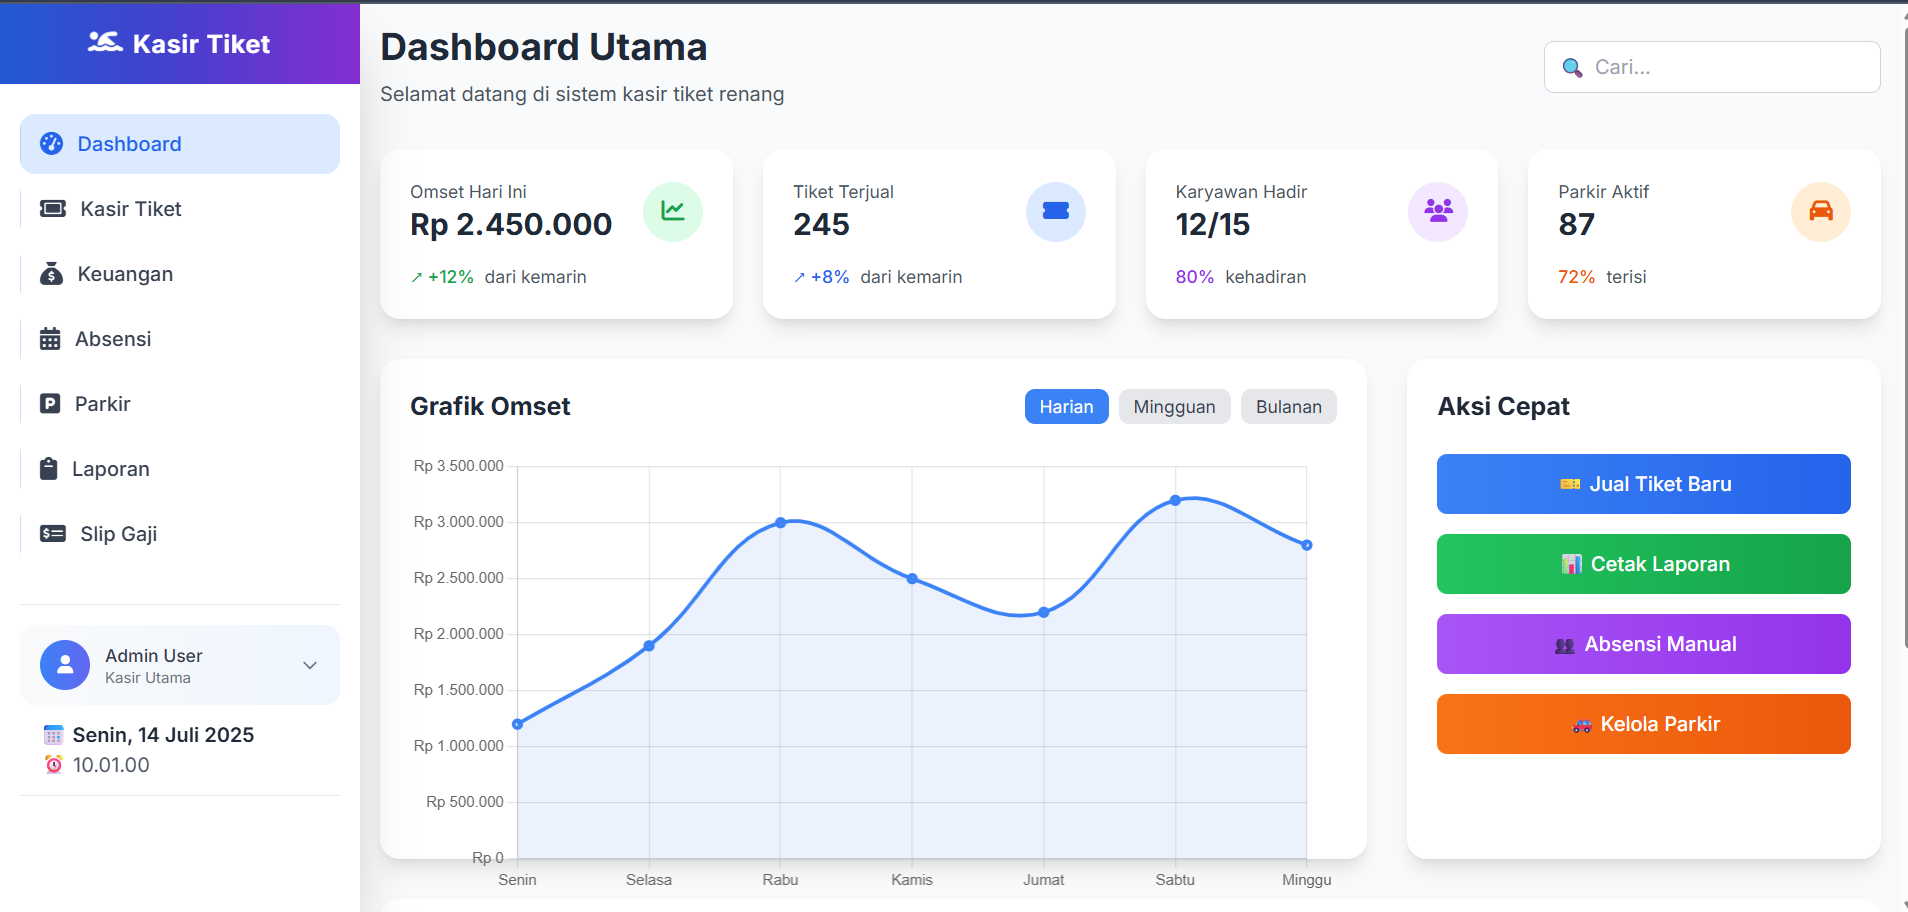 Kasir Tiket
Dashboard
Kasir Tiket
Keuangan
Absensi
Parkir
Laporan
Slip Gaji
Admin User
Kasir Utama
Senin, 14 Juli 2025
10.01.00
Dashboard Utama
Selamat datang di sistem kasir tiket renang
Cari...
Omset Hari Ini
Rp 2.450.000
↗ +12% dari kemarin
Tiket Terjual
245
↗ +8% dari kemarin
Karyawan Hadir
12/15
80% kehadiran
Parkir Aktif
87
72% terisi
Grafik Omset
Harian Mingguan Bulanan
Rp 3.500.000
Rp 3.000.000
Rp 2.500.000
Rp 2.000.000
Rp 1.500.000
Rp 1.000.000
Rp 500.000
Rp 0
Senin Selasa Rabu Kamis Jumat Sabtu Minggu
Aksi Cepat
Jual Tiket Baru
Cetak Laporan
Absensi Manual
Kelola Parkir